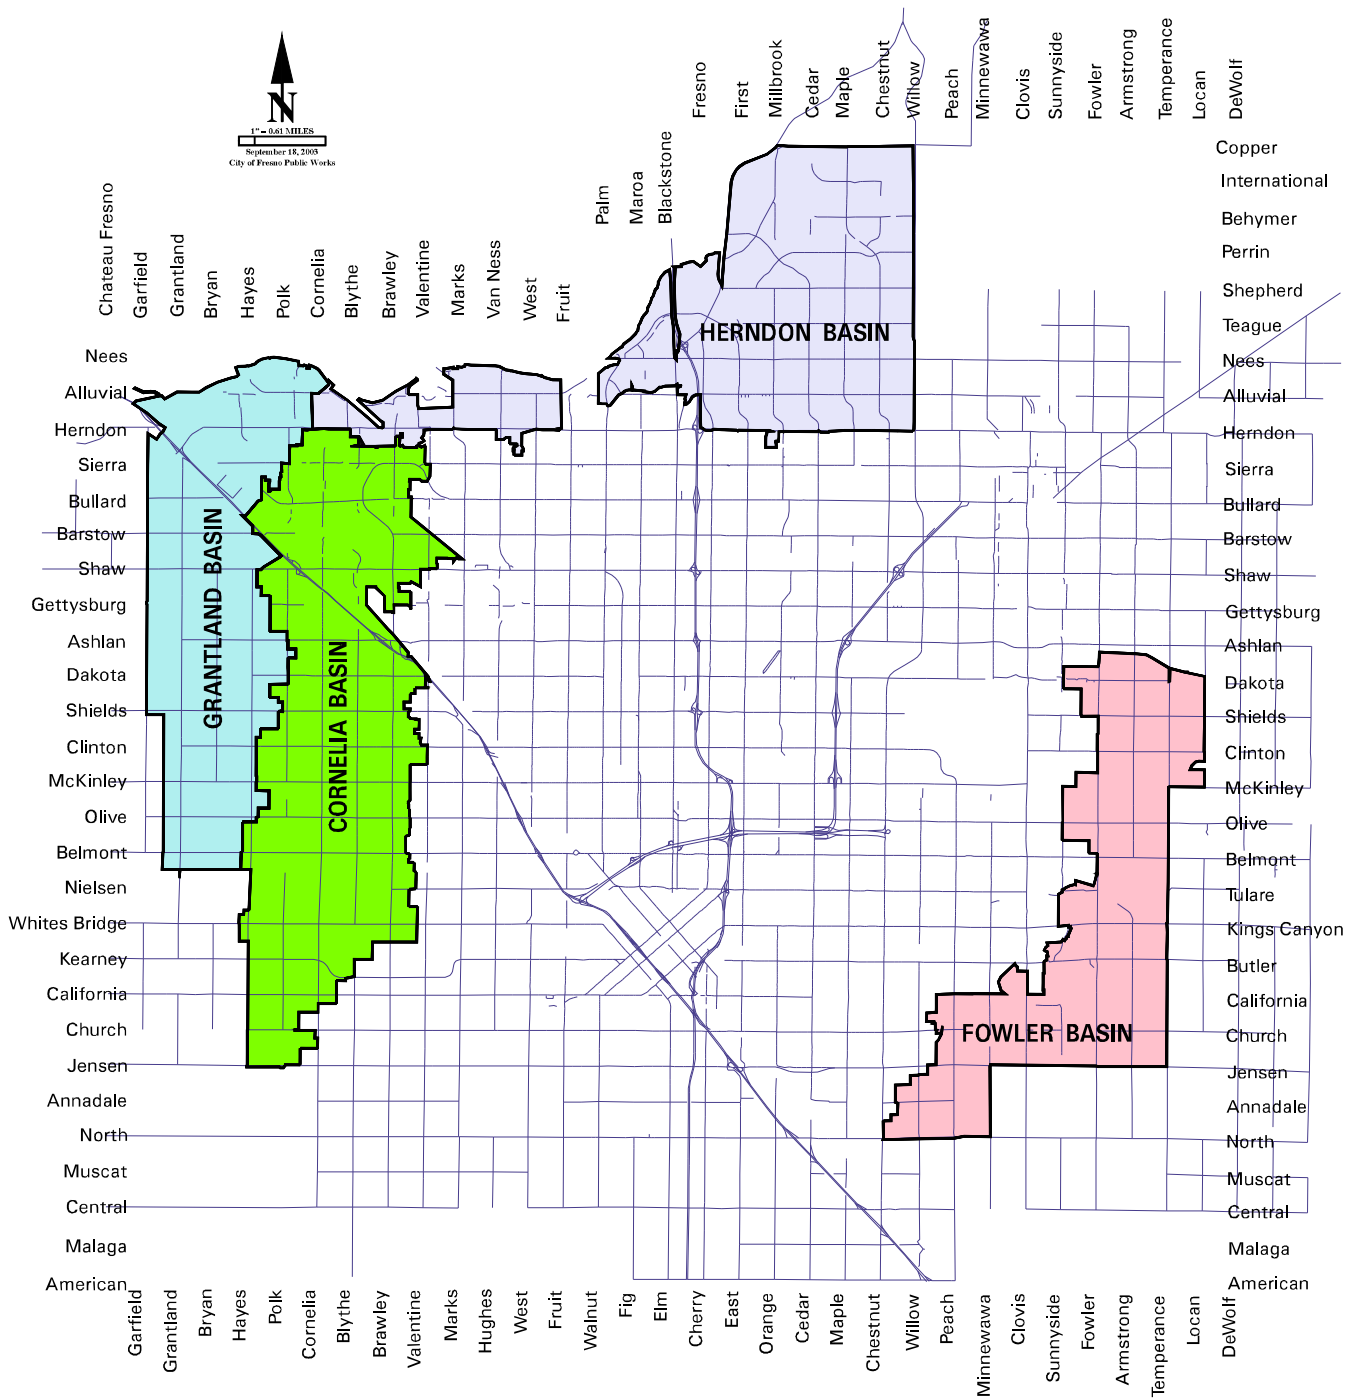 N
1" = 0.61 MILES
September 18, 2003
City of Fresno Public Works
Fresno
First
Millbrook
Cedar
Maple
Chestnut
Willow
Peach
Minnewawa
Clovis
Sunnyside
Fowler
Armstrong
Temperance
Locan
DeWolf
Palm
Maroa
Blackstone
Chateau Fresno
Garfield
Grantland
Bryan
Hayes
Polk
Cornelia
Blythe
Brawley
Valentine
Marks
Van Ness
West
Fruit
Copper
International
Behymer
Perrin
Shepherd
Teague
Nees
Alluvial
Herndon
Sierra
Bullard
Barstow
Shaw
Gettysburg
Ashlan
Dakota
Shields
Clinton
McKinley
Olive
Belmont
Tulare
Kings Canyon
Butler
California
Church
Jensen
Annadale
North
Muscat
Central
Malaga
American
Nees
Alluvial
Herndon
Sierra
Bullard
Barstow
Shaw
Gettysburg
Ashlan
Dakota
Shields
Clinton
McKinley
Olive
Belmont
Nielsen
Whites Bridge
Kearney
California
Church
Jensen
Annadale
North
Muscat
Central
Malaga
American
HERNDON BASIN
GRANTLAND BASIN
CORNELIA BASIN
FOWLER BASIN
Garfield
Grantland
Bryan
Hayes
Polk
Cornelia
Blythe
Brawley
Valentine
Marks
Hughes
West
Fruit
Walnut
Fig
Elm
Cherry
East
Orange
Cedar
Maple
Chestnut
Willow
Peach
Minnewawa
Clovis
Sunnyside
Fowler
Armstrong
Temperance
Locan
DeWolf